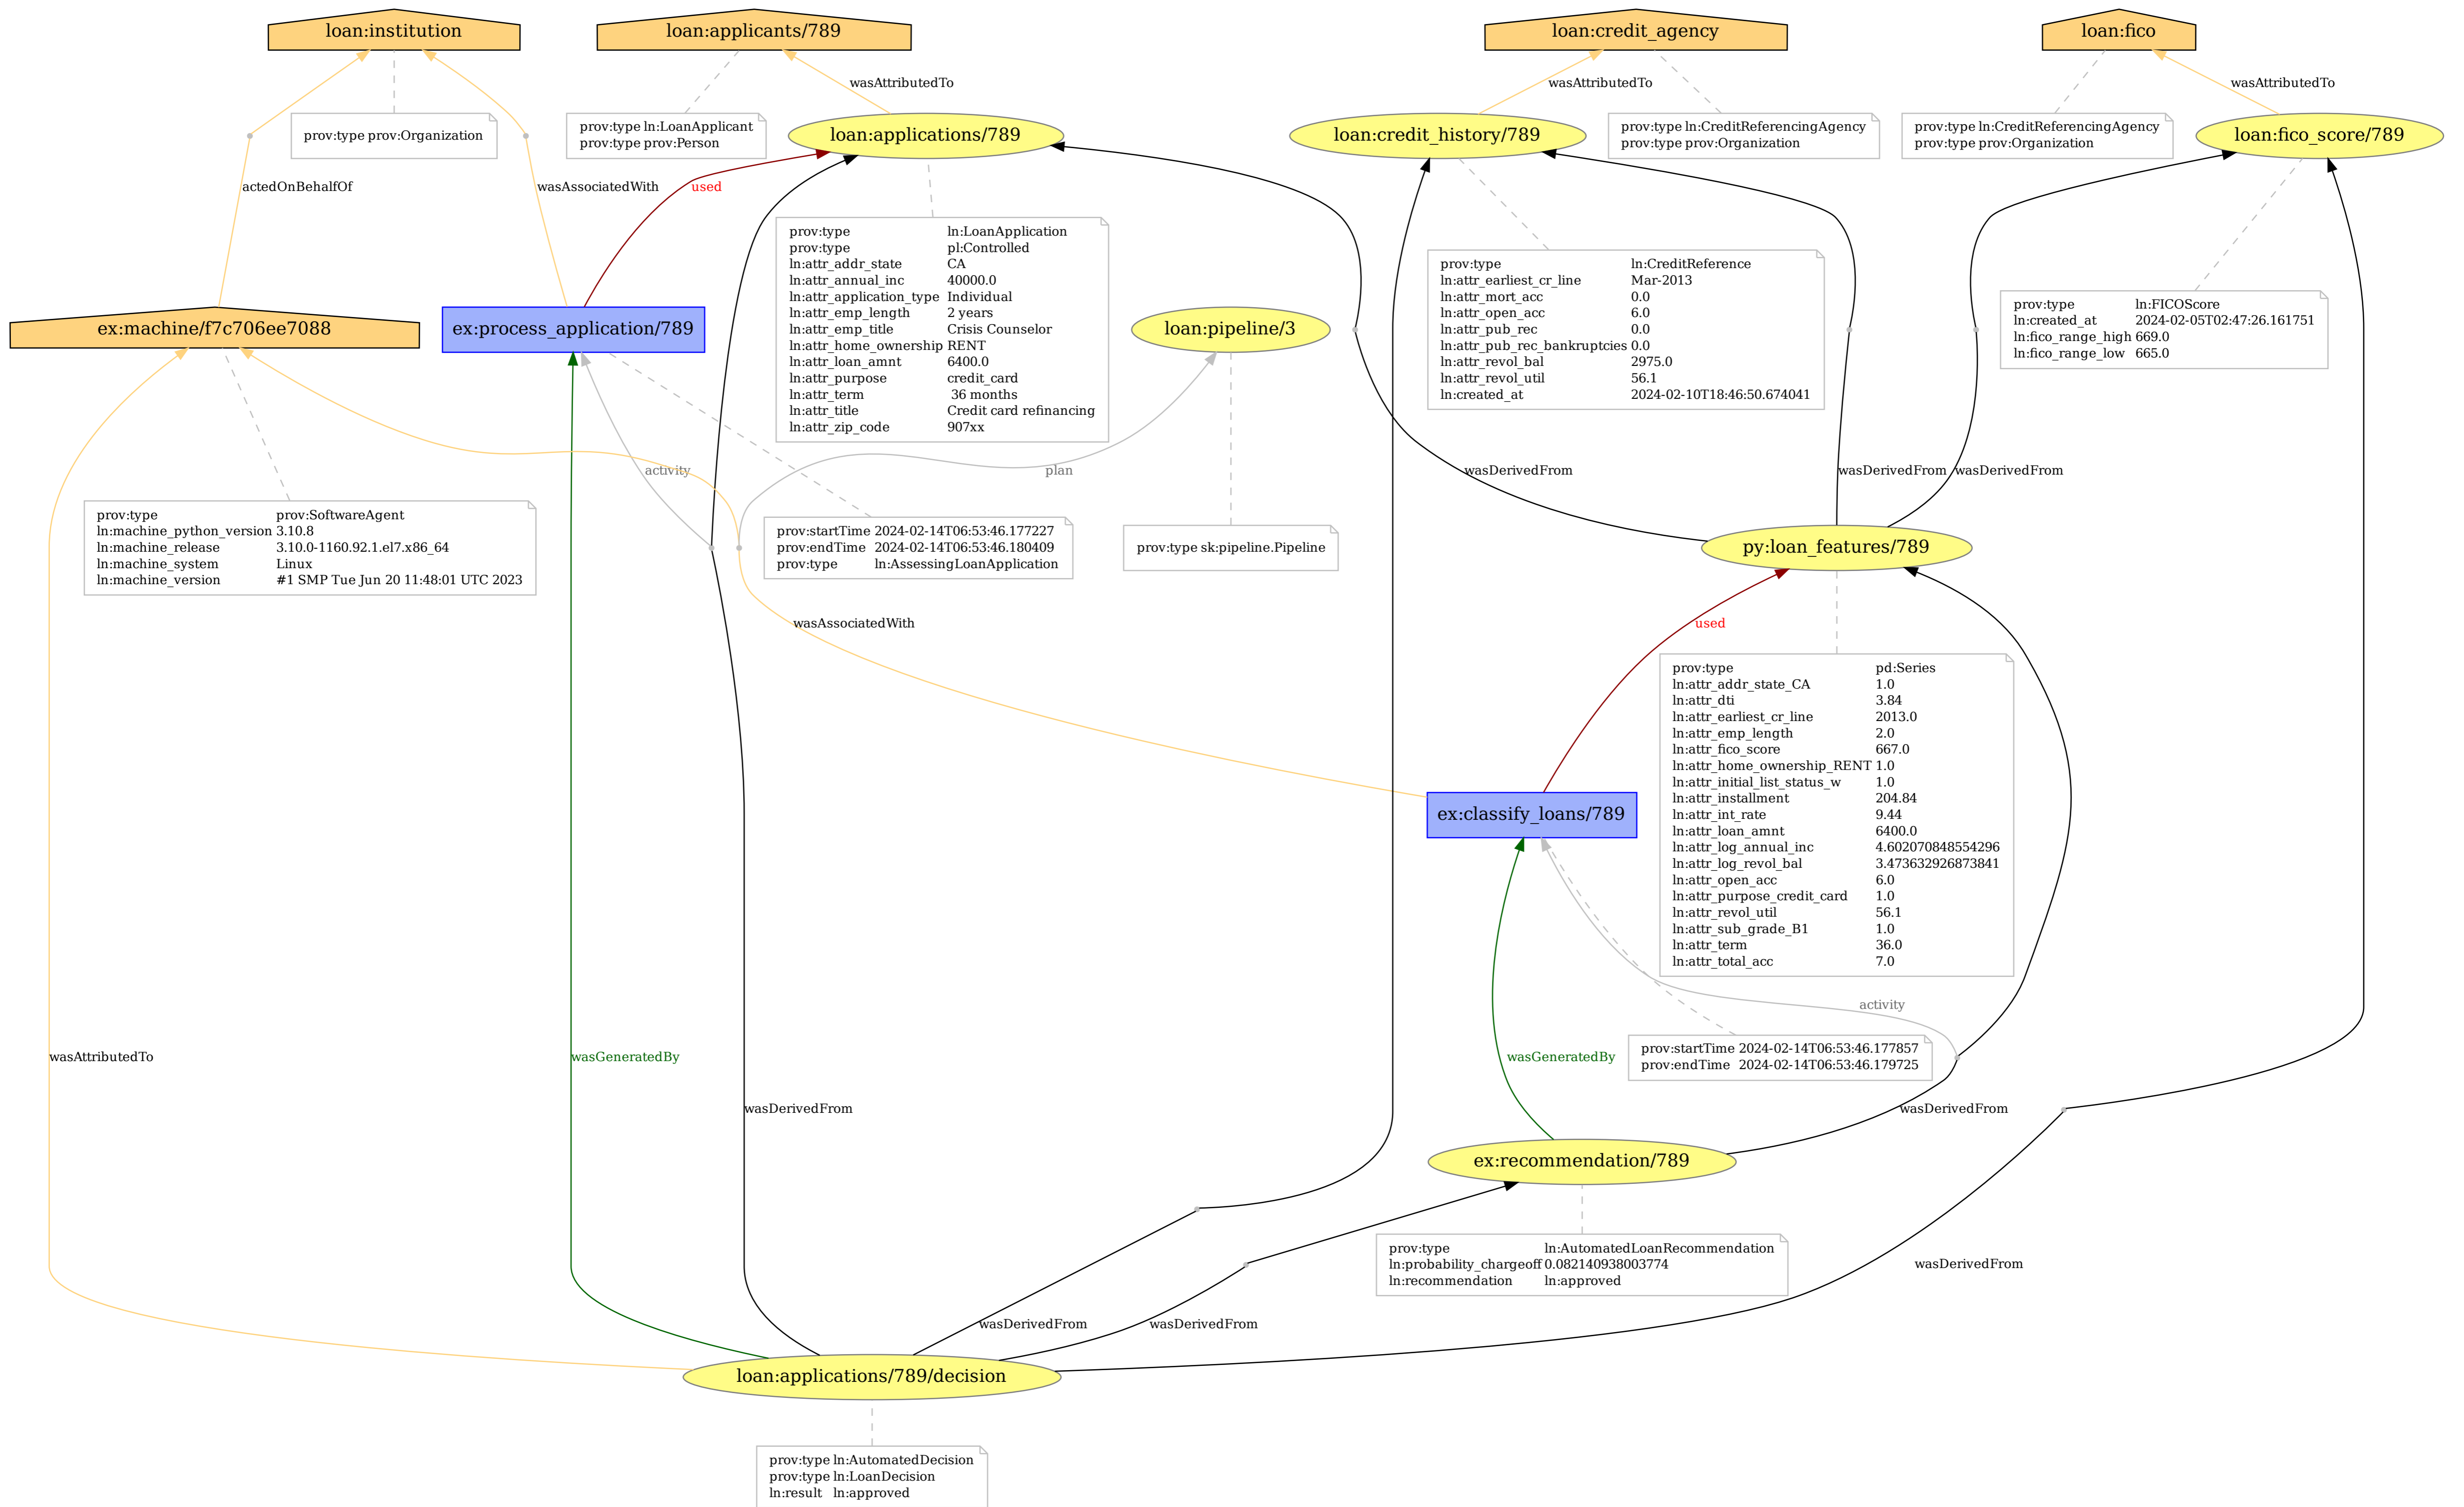 loan:institution
loan:applicants/789
loan:credit_agency
loan:fico
wasAttributedTo
wasAttributedTo
wasAttributedTo
prov:type prov:Organization
prov:type ln:LoanApplicant
prov:type prov:Person
loan:applications/789
loan:credit_history/789
prov:type ln:CreditReferencingAgency
prov:type prov:Organization
prov:type ln:CreditReferencingAgency
prov:type prov:Organization
loan:fico_score/789
actedOnBehalfOf
wasAssociatedWith
used
prov:type ln:LoanApplication
prov:type pl:Controlled
ln:attr_addr_state CA
ln:attr_annual_inc 40000.0
ln:attr_application_type Individual
ln:attr_emp_length 2 years
ln:attr_emp_title Crisis Counselor
ln:attr_home_ownership RENT
ln:attr_loan_amnt 6400.0
ln:attr_purpose credit_card
ln:attr_term 36 months
ln:attr_title Credit card refinancing
ln:attr_zip_code 907xx
prov:type ln:CreditReference
ln:attr_earliest_cr_line Mar-2013
ln:attr_mort_acc 0.0
ln:attr_open_acc 6.0
ln:attr_pub_rec 0.0
ln:attr_pub_rec_bankruptcies 0.0
ln:attr_revol_bal 2975.0
ln:attr_revol_util 56.1
ln:created_at 2024-02-10T18:46:50.674041
prov:type ln:FICOScore
ln:created_at 2024-02-05T02:47:26.161751
ln:fico_range_high 669.0
ln:fico_range_low 665.0
ex:machine/f7c706ee7088
ex:process_application/789
loan:pipeline/3
activity
plan
wasDerivedFrom
wasDerivedFrom
wasDerivedFrom
prov:type prov:SoftwareAgent
ln:machine_python_version 3.10.8
ln:machine_release 3.10.0-1160.92.1.el7.x86_64
ln:machine_system Linux
ln:machine_version #1 SMP Tue Jun 20 11:48:01 UTC 2023
prov:startTime 2024-02-14T06:53:46.177227
prov:endTime 2024-02-14T06:53:46.180409
prov:type ln:AssessingLoanApplication
prov:type sk:pipeline.Pipeline
py:loan_features/789
wasAssociatedWith
used
prov:type pd:Series
ln:attr_addr_state_CA 1.0
ln:attr_dti 3.84
ln:attr_earliest_cr_line 2013.0
ln:attr_emp_length 2.0
ln:attr_fico_score 667.0
ln:attr_home_ownership_RENT 1.0
ln:attr_initial_list_status_w 1.0
ln:attr_installment 204.84
ln:attr_int_rate 9.44
ln:attr_loan_amnt 6400.0
ln:attr_log_annual_inc 4.602070848554296
ln:attr_log_revol_bal 3.473632926873841
ln:attr_open_acc 6.0
ln:attr_purpose_credit_card 1.0
ln:attr_revol_util 56.1
ln:attr_sub_grade_B1 1.0
ln:attr_term 36.0
ln:attr_total_acc 7.0
ex:classify_loans/789
activity
wasAttributedTo
wasGeneratedBy
wasGeneratedBy
prov:startTime 2024-02-14T06:53:46.177857
prov:endTime 2024-02-14T06:53:46.179725
wasDerivedFrom
wasDerivedFrom
ex:recommendation/789
prov:type ln:AutomatedLoanRecommendation
ln:probability_chargeoff 0.082140938003774
ln:recommendation ln:approved
wasDerivedFrom
wasDerivedFrom
wasDerivedFrom
loan:applications/789/decision
prov:type ln:AutomatedDecision
prov:type ln:LoanDecision
ln:result ln:approved